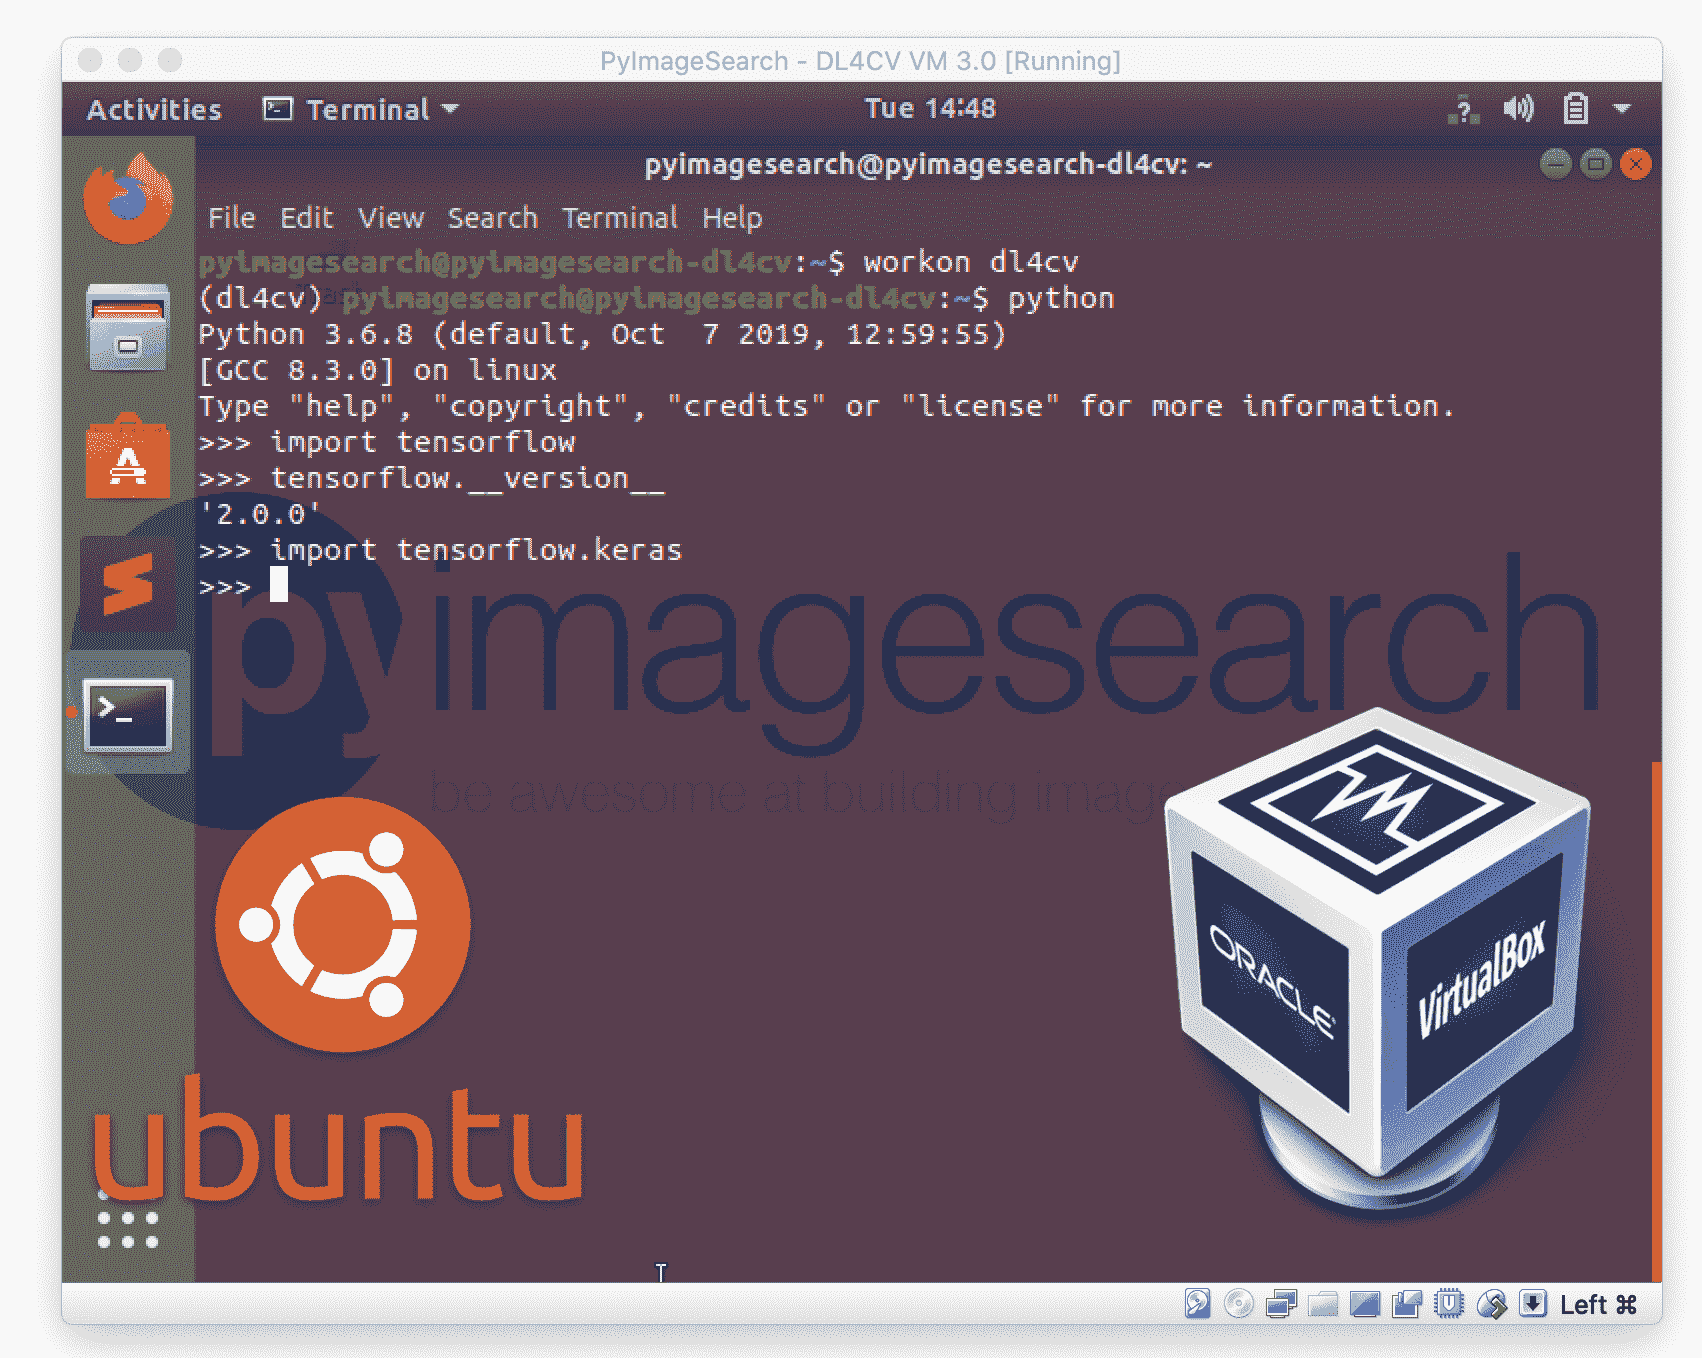 PyImageSearch - DL4CV VM 3.0 [Running]
Activities Terminal Tue 14:48
pyimagesearch@pyimagesearch-dl4cv: ~
File Edit View Search Terminal Help
pyimagesearch@pyimagesearch-dl4cv:~$ workon dl4cv
(dl4cv) pyimagesearch@pyimagesearch-dl4cv:~$ python
Python 3.6.8 (default, Oct  7 2019, 12:59:55)
[GCC 8.3.0] on linux
Type "help", "copyright", "credits" or "license" for more information.
>>> import tensorflow
>>> tensorflow.__version__
'2.0.0'
>>> import tensorflow.keras
>>>
pyimagesearch
be awesome at building image
ORACLE
VirtualBox
ubuntu
Left ⌘